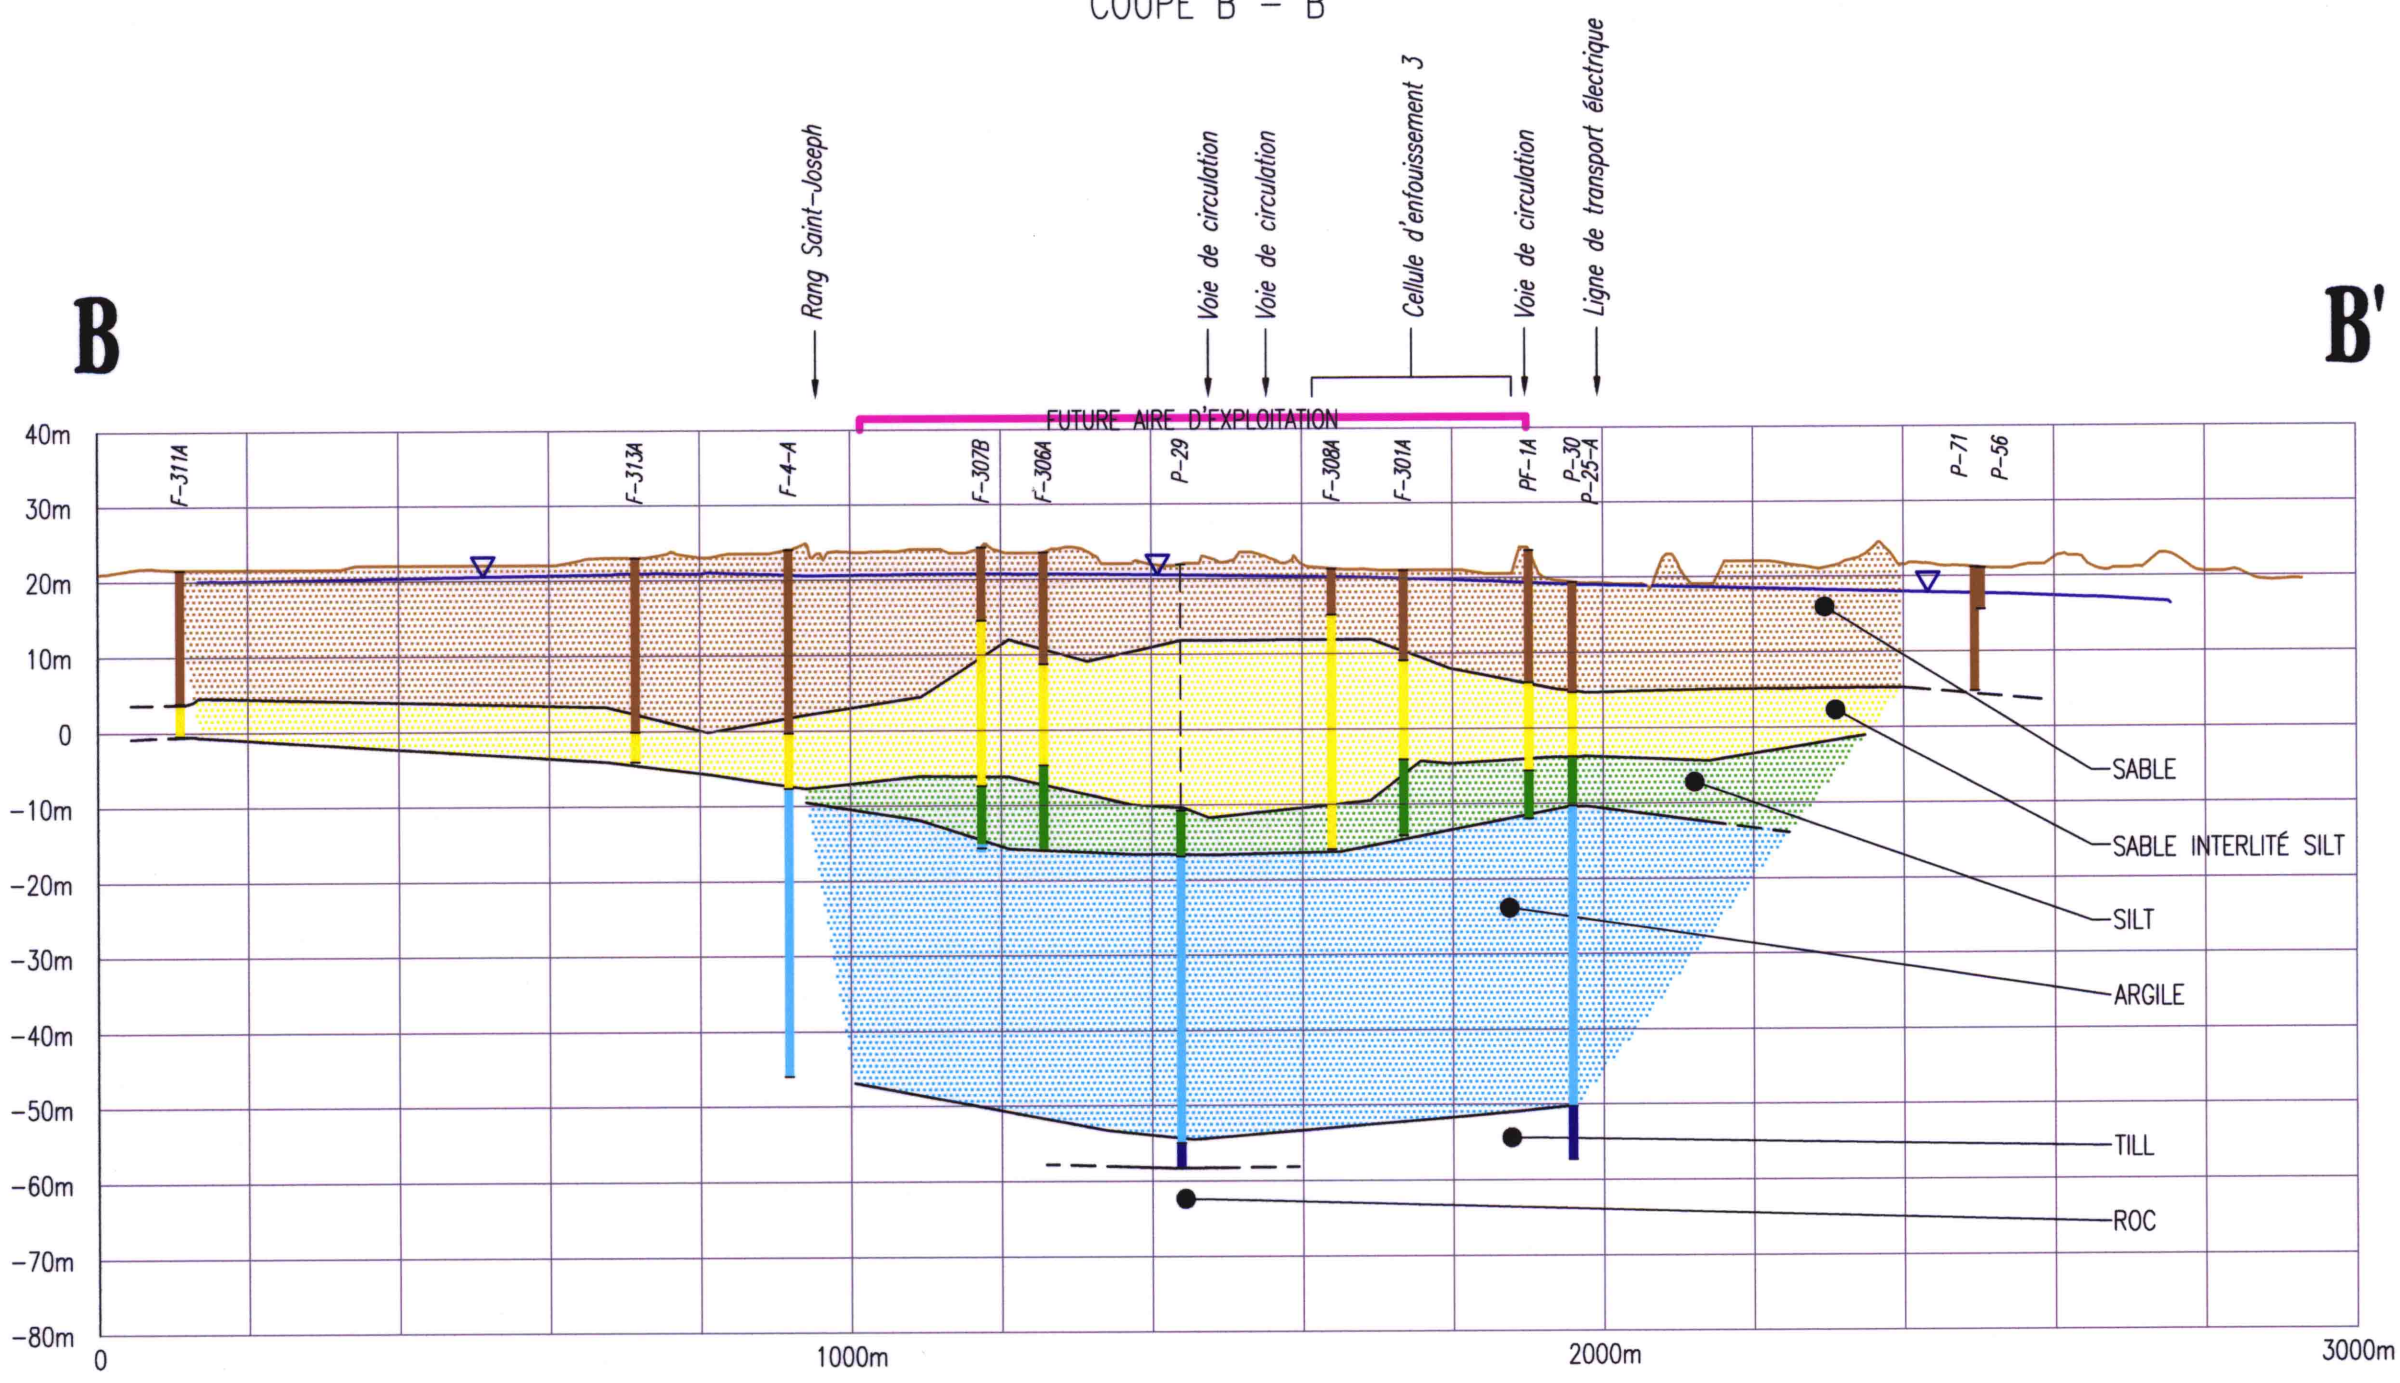 COUPE B - B
Rang Saint-Joseph
Voie de circulation
Voie de circulation
Cellule d'enfouissement 3
Voie de circulation
Ligne de transport électrique
B
B'
FUTURE AIRE D'EXPLOITATION
F-311A
F-313A
F-4-A
F-307B
F-306A
P-29
F-308A
F-301A
PF-1A
P-30
P-25-A
P-71
P-56
40m
30m
20m
10m
0
-10m
-20m
-30m
-40m
-50m
-60m
-70m
-80m
SABLE
SABLE INTERLITÉ SILT
SILT
ARGILE
TILL
ROC
0
1000m
2000m
3000m